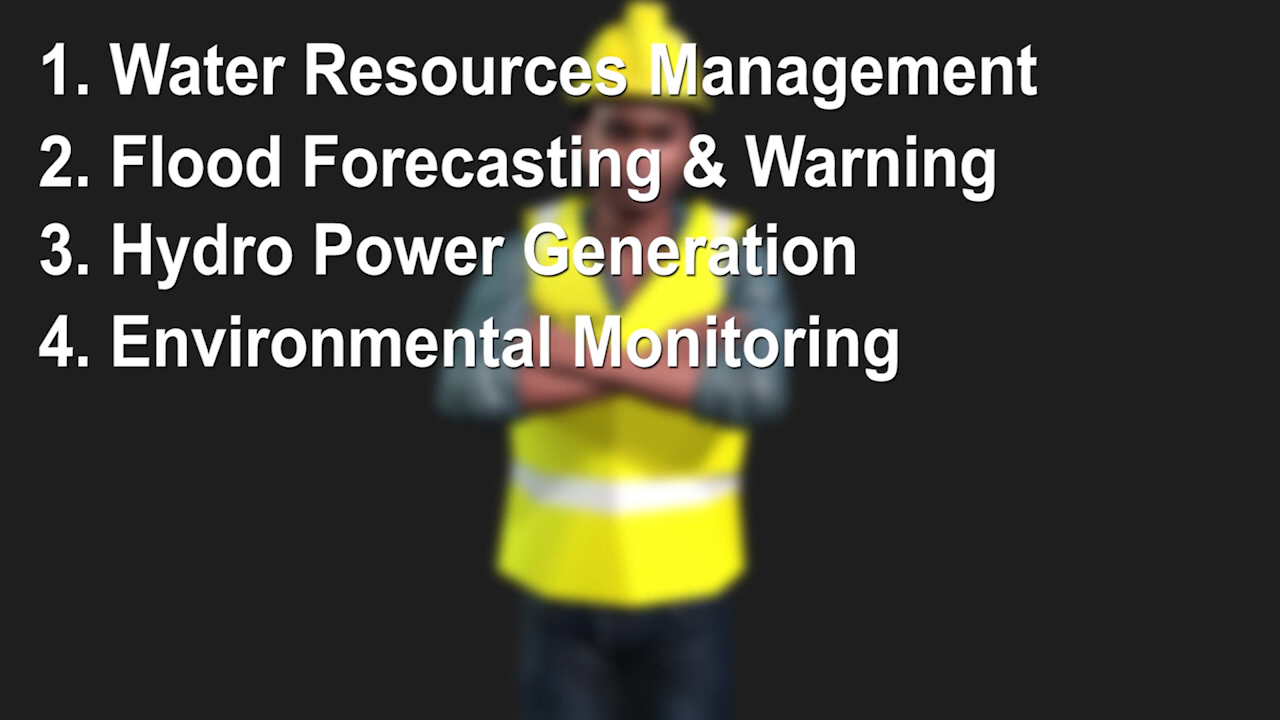 1. Water Resources Management
2. Flood Forecasting & Warning
3. Hydro Power Generation
4. Environmental Monitoring